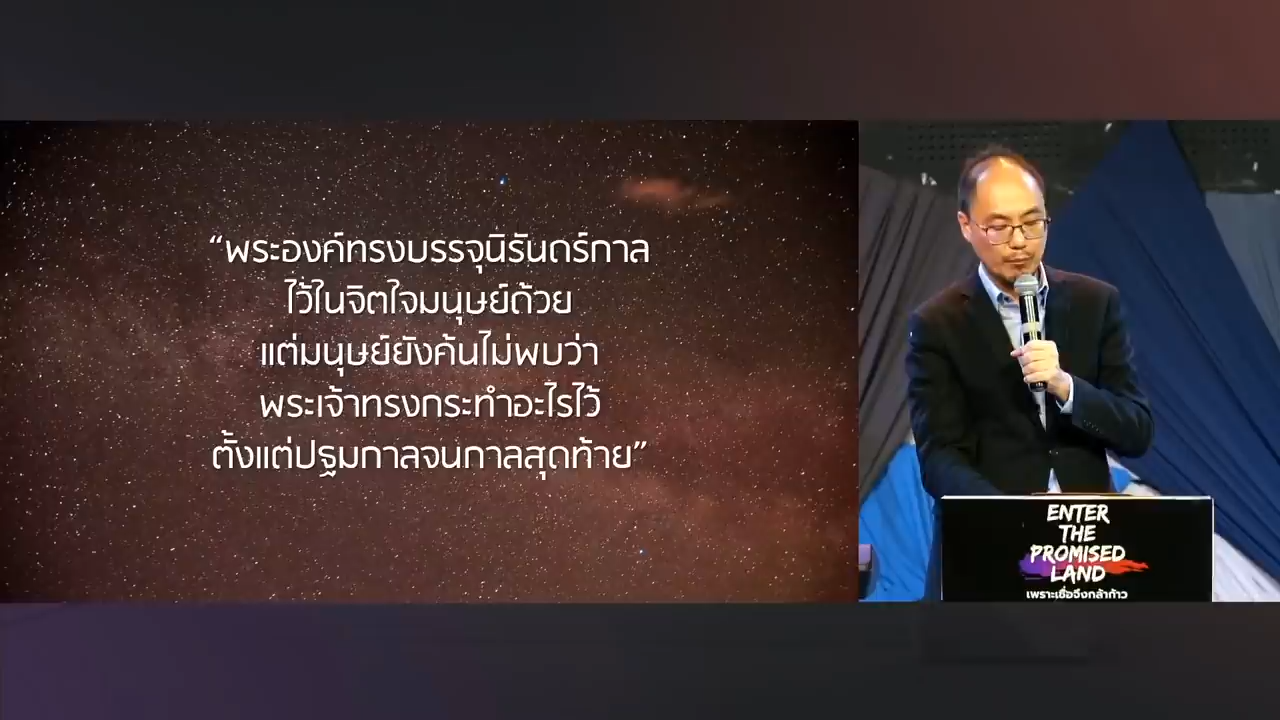 “พระองค์ทรงบรรจุนิรันดร์กาล
ไว้ในจิตใจมนุษย์ด้วย
แต่มนุษย์ยังค้นไม่พบว่า
พระเจ้าทรงกระทำอะไรไว้
ตั้งแต่ปฐมกาลจนกาลสุดท้าย”
ENTER
THE
PROMISED
LAND
เพราะเชื่อจึงกล้าก้าว